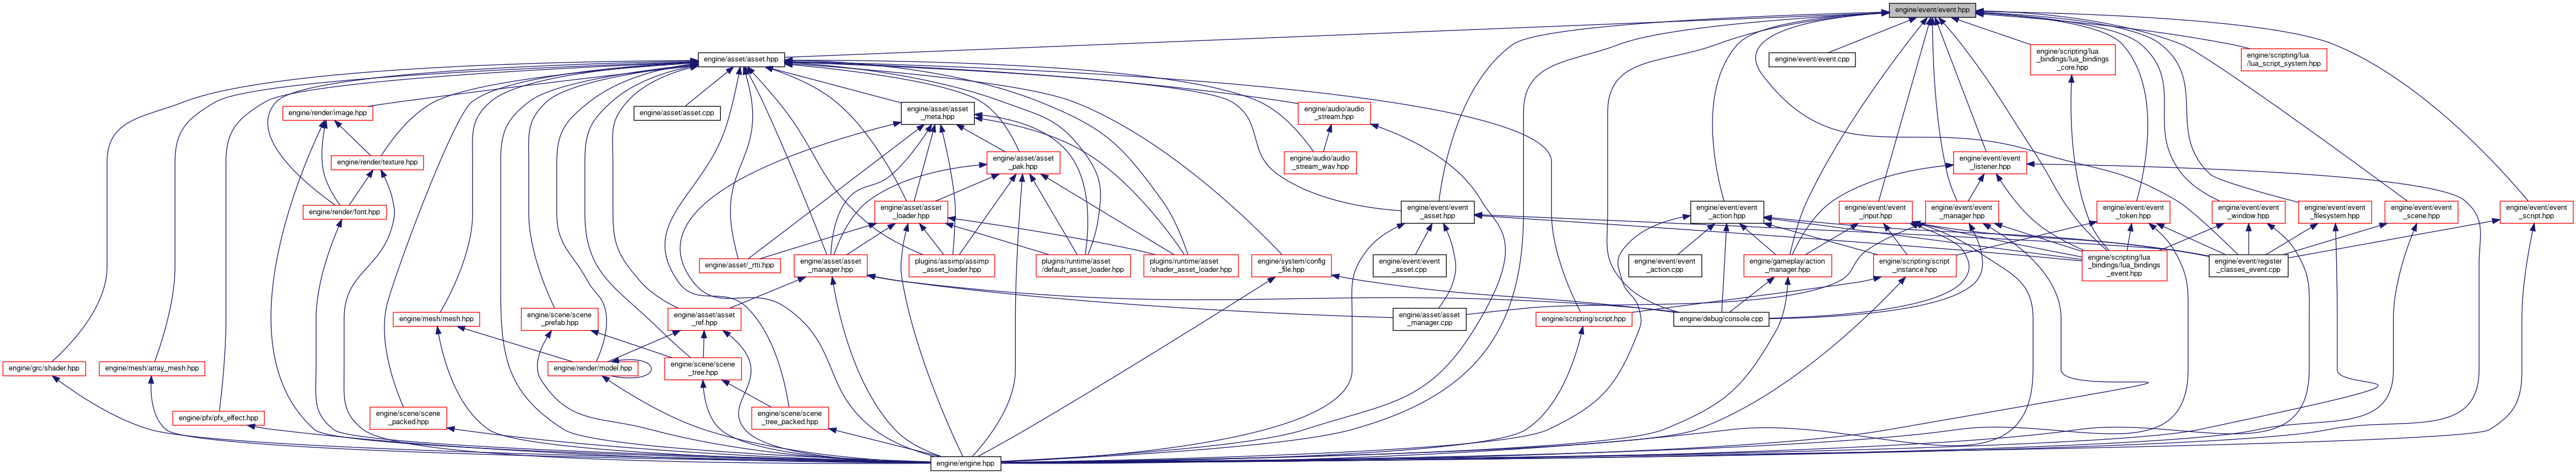 engine/event/event.hpp
engine/asset/asset.hpp
engine/event/event.cpp
engine/scripting/lua
_bindings/lua_bindings
_core.hpp
engine/scripting/lua
/lua_script_system.hpp
engine/render/image.hpp
engine/asset/asset.cpp
engine/asset/asset
_meta.hpp
engine/audio/audio
_stream.hpp
engine/render/texture.hpp
engine/asset/asset
_pak.hpp
engine/audio/audio
_stream_wav.hpp
engine/event/event
_listener.hpp
engine/render/font.hpp
engine/asset/asset
_loader.hpp
engine/event/event
_asset.hpp
engine/event/event
_action.hpp
engine/event/event
_input.hpp
engine/event/event
_manager.hpp
engine/event/event
_token.hpp
engine/event/event
_window.hpp
engine/event/event
_filesystem.hpp
engine/event/event
_scene.hpp
engine/event/event
_script.hpp
engine/asset/_rtti.hpp
engine/asset/asset
_manager.hpp
plugins/assimp/assimp
_asset_loader.hpp
plugins/runtime/asset
/default_asset_loader.hpp
plugins/runtime/asset
/shader_asset_loader.hpp
engine/system/config
_file.hpp
engine/event/event
_asset.cpp
engine/event/event
_action.cpp
engine/gameplay/action
_manager.hpp
engine/scripting/script
_instance.hpp
engine/scripting/lua
_bindings/lua_bindings
_event.hpp
engine/event/register
_classes_event.cpp
engine/mesh/mesh.hpp
engine/scene/scene
_prefab.hpp
engine/asset/asset
_ref.hpp
engine/asset/asset
_manager.cpp
engine/scripting/script.hpp
engine/debug/console.cpp
engine/grc/shader.hpp
engine/mesh/array_mesh.hpp
engine/render/model.hpp
engine/scene/scene
_tree.hpp
engine/pfx/pfx_effect.hpp
engine/scene/scene
_packed.hpp
engine/scene/scene
_tree_packed.hpp
engine/engine.hpp